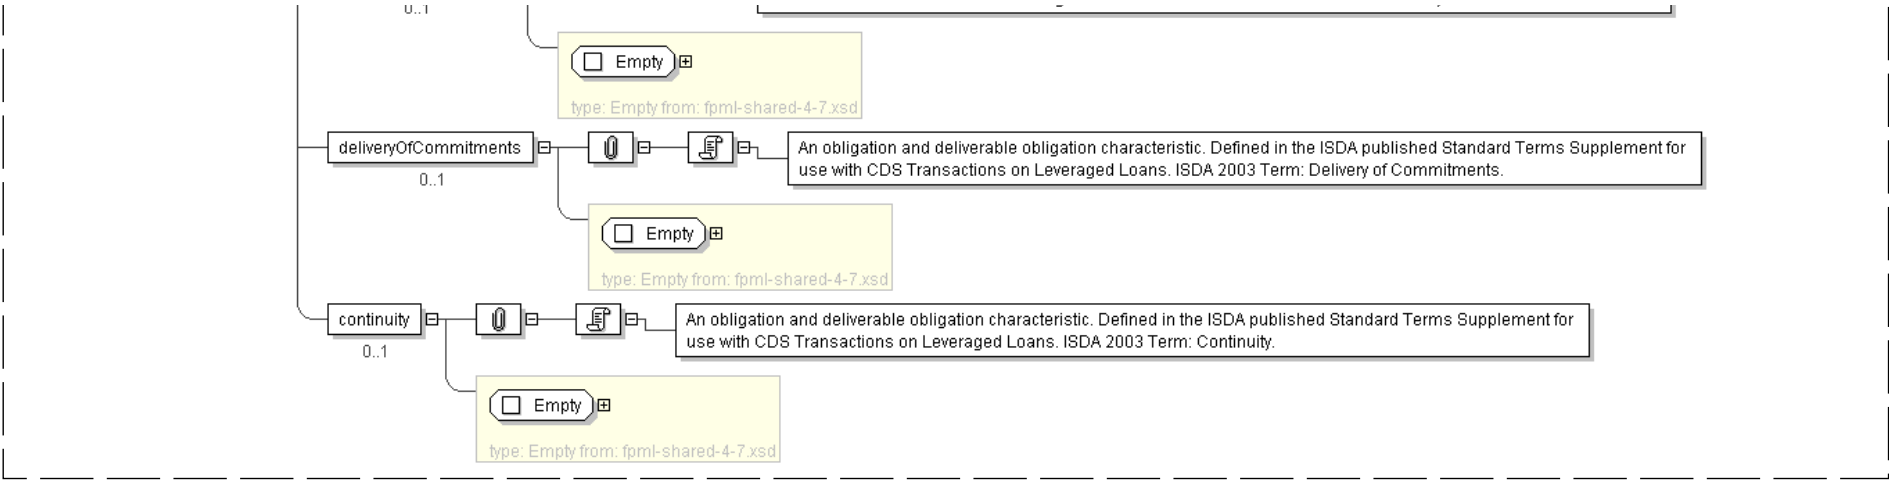 0..1
Empty
type: Empty from: fpml-shared-4-7.xsd
deliveryOfCommitments
0..1
An obligation and deliverable obligation characteristic. Defined in the ISDA published Standard Terms Supplement for
use with CDS Transactions on Leveraged Loans. ISDA 2003 Term: Delivery of Commitments.
Empty
type: Empty from: fpml-shared-4-7.xsd
continuity
0..1
An obligation and deliverable obligation characteristic. Defined in the ISDA published Standard Terms Supplement for
use with CDS Transactions on Leveraged Loans. ISDA 2003 Term: Continuity.
Empty
type: Empty from: fpml-shared-4-7.xsd